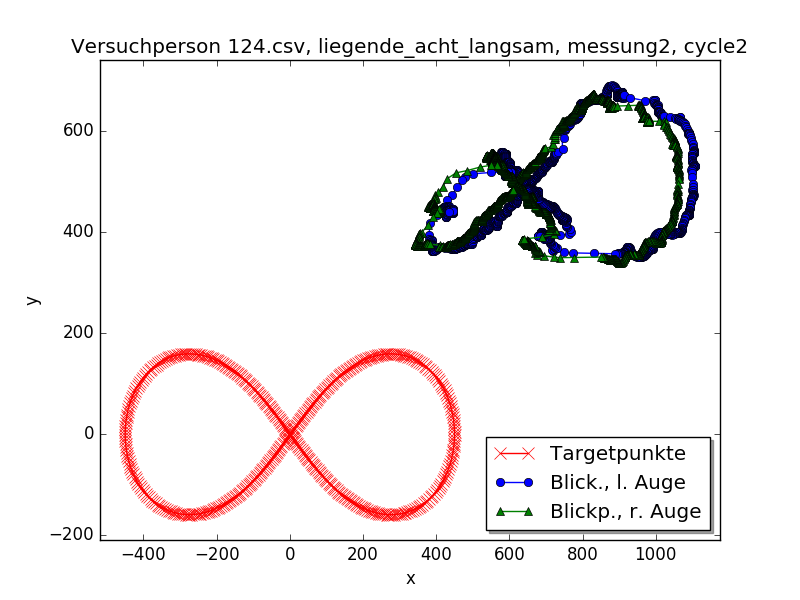 Versuchperson 124.csv, liegende_acht_langsam, messung2, cycle2
y
600
400
200
0
−200
−400
−200
0
200
400
600
800
1000
x
Targetpunkte
Blick., l. Auge
Blickp., r. Auge